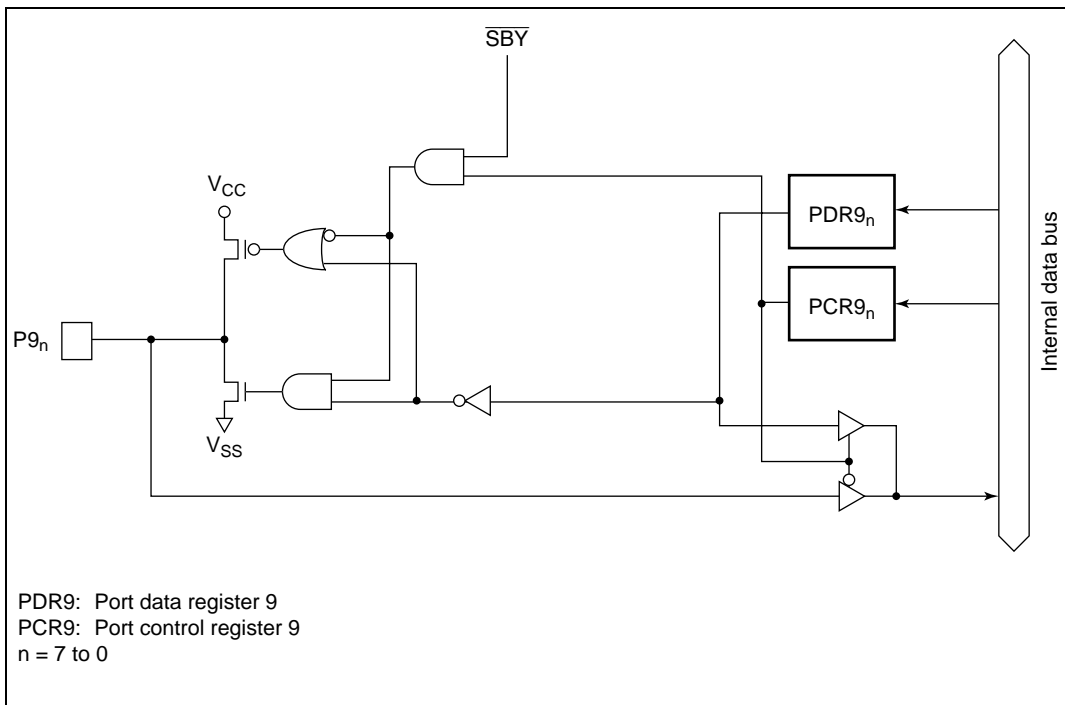 S̅B̅Y̅
VCC
PDR9n
PCR9n
P9n
VSS
Internal data bus
PDR9: Port data register 9
PCR9: Port control register 9
n = 7 to 0